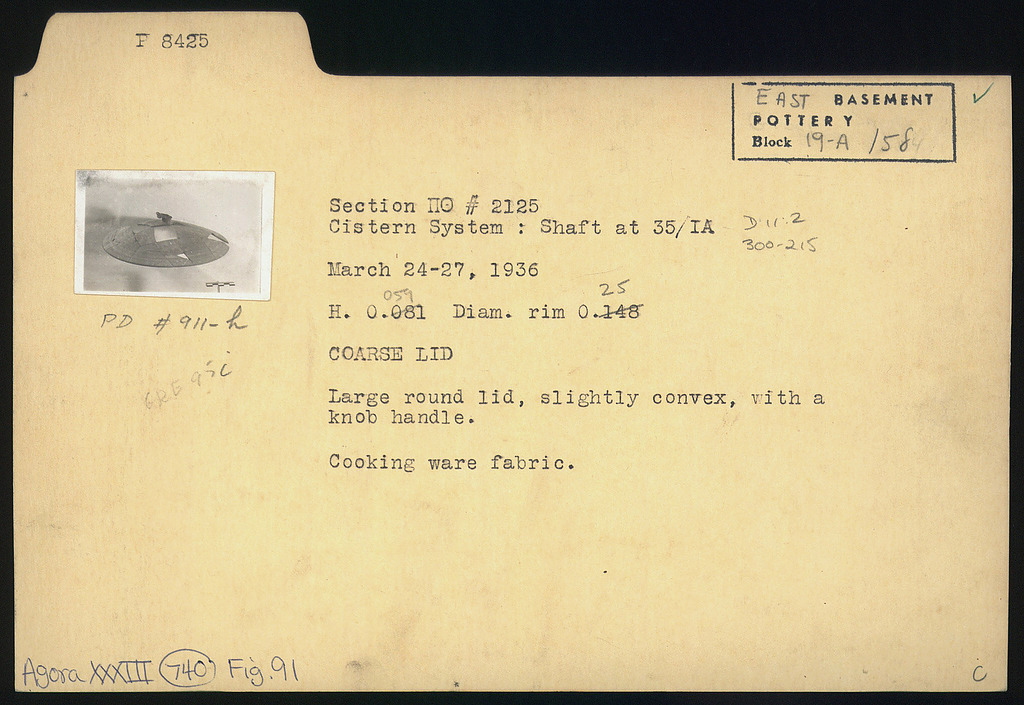 P 8425
EAST BASEMENT
POTTERY
Block 19-A /58
Section ΠΘ # 2125
Cistern System : Shaft at 35/ΙΑ D 11:2
300-215
March 24-27, 1936
059 25
H. 0.081 Diam. rim 0.148
PD # 911-h
COARSE LID
Large round lid, slightly convex, with a
knob handle.
Cooking ware fabric.
Agora XXXIII 740 Fig. 91
C